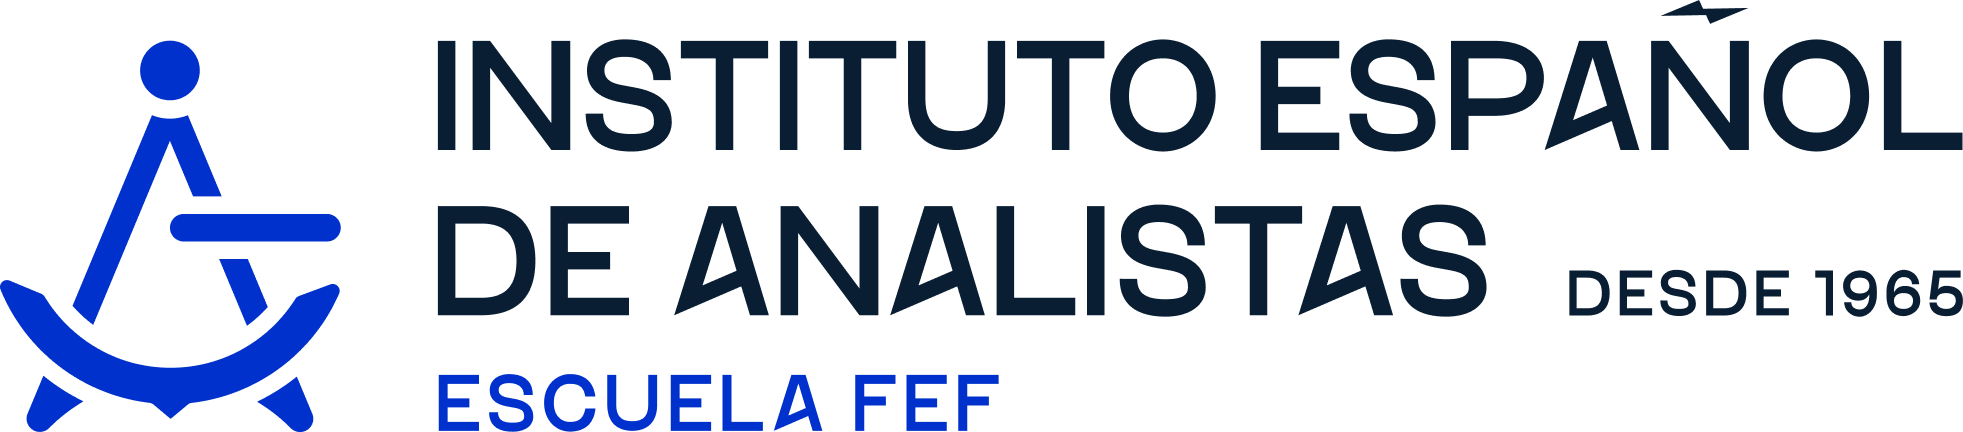 INSTITUTO ESPAÑOL
DE ANALISTAS DESDE 1965
ESCUELA FEF